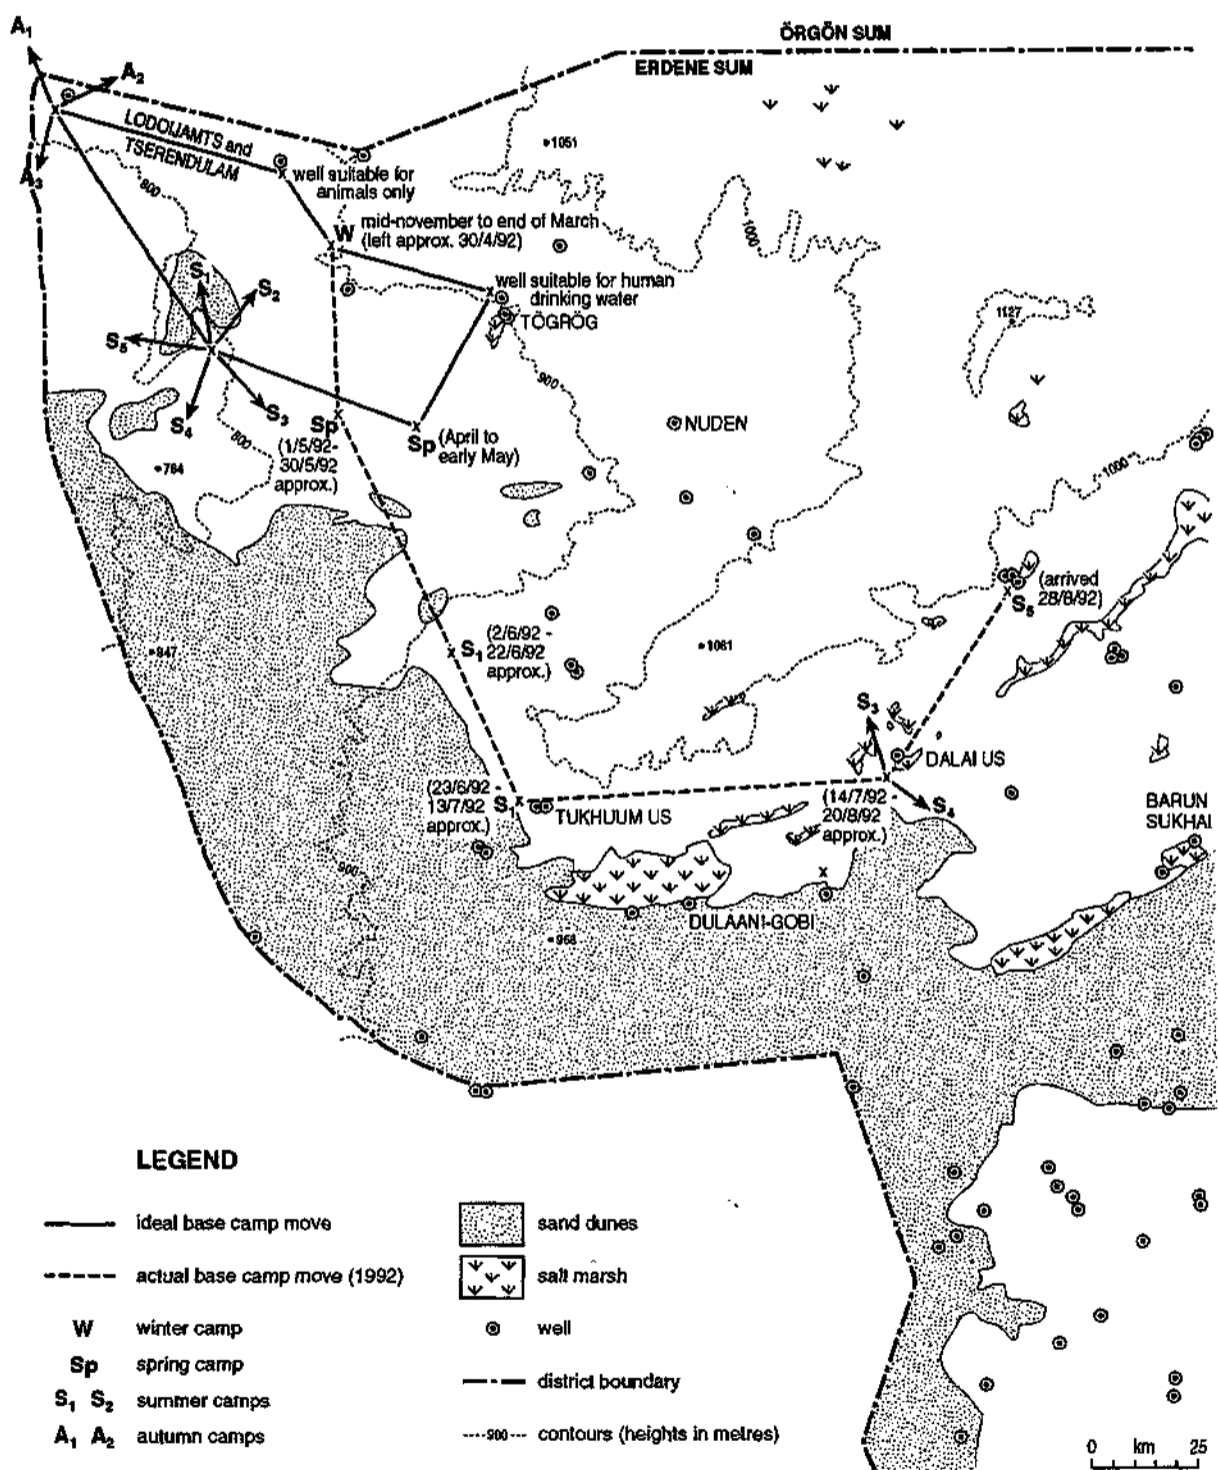 A₁
ÖRGÖN SUM
ERDENE SUM
A₂
LODOIJAMTS and
TSERENDULAM
1051
A₃
800
well suitable for
animals only
W
mid-november to end of March
(left approx. 30/4/92)
1000
S₁
S₂
well suitable for human
drinking water
TÖGRÖG
1127
S₅
900
S₃
S₄
Sp
(1/5/92-
30/5/92
approx.)
Sp
(April to
early May)
NUDEN
800
764
1000
(arrived
28/8/92)
S₅
S₁
(2/6/92 -
22/6/92
approx.)
1081
847
S₃
DALAI US
(23/6/92 -
13/7/92
approx.)
S₁
TUKHUUM US
(14/7/92 -
20/8/92
approx.)
S₄
BARUN
SUKHAI
900
DULAANI-GOBI
968
LEGEND
ideal base camp move
actual base camp move (1992)
W winter camp
Sp spring camp
S₁ S₂ summer camps
A₁ A₂ autumn camps
sand dunes
salt marsh
well
district boundary
900 contours (heights in metres)
0 km 25